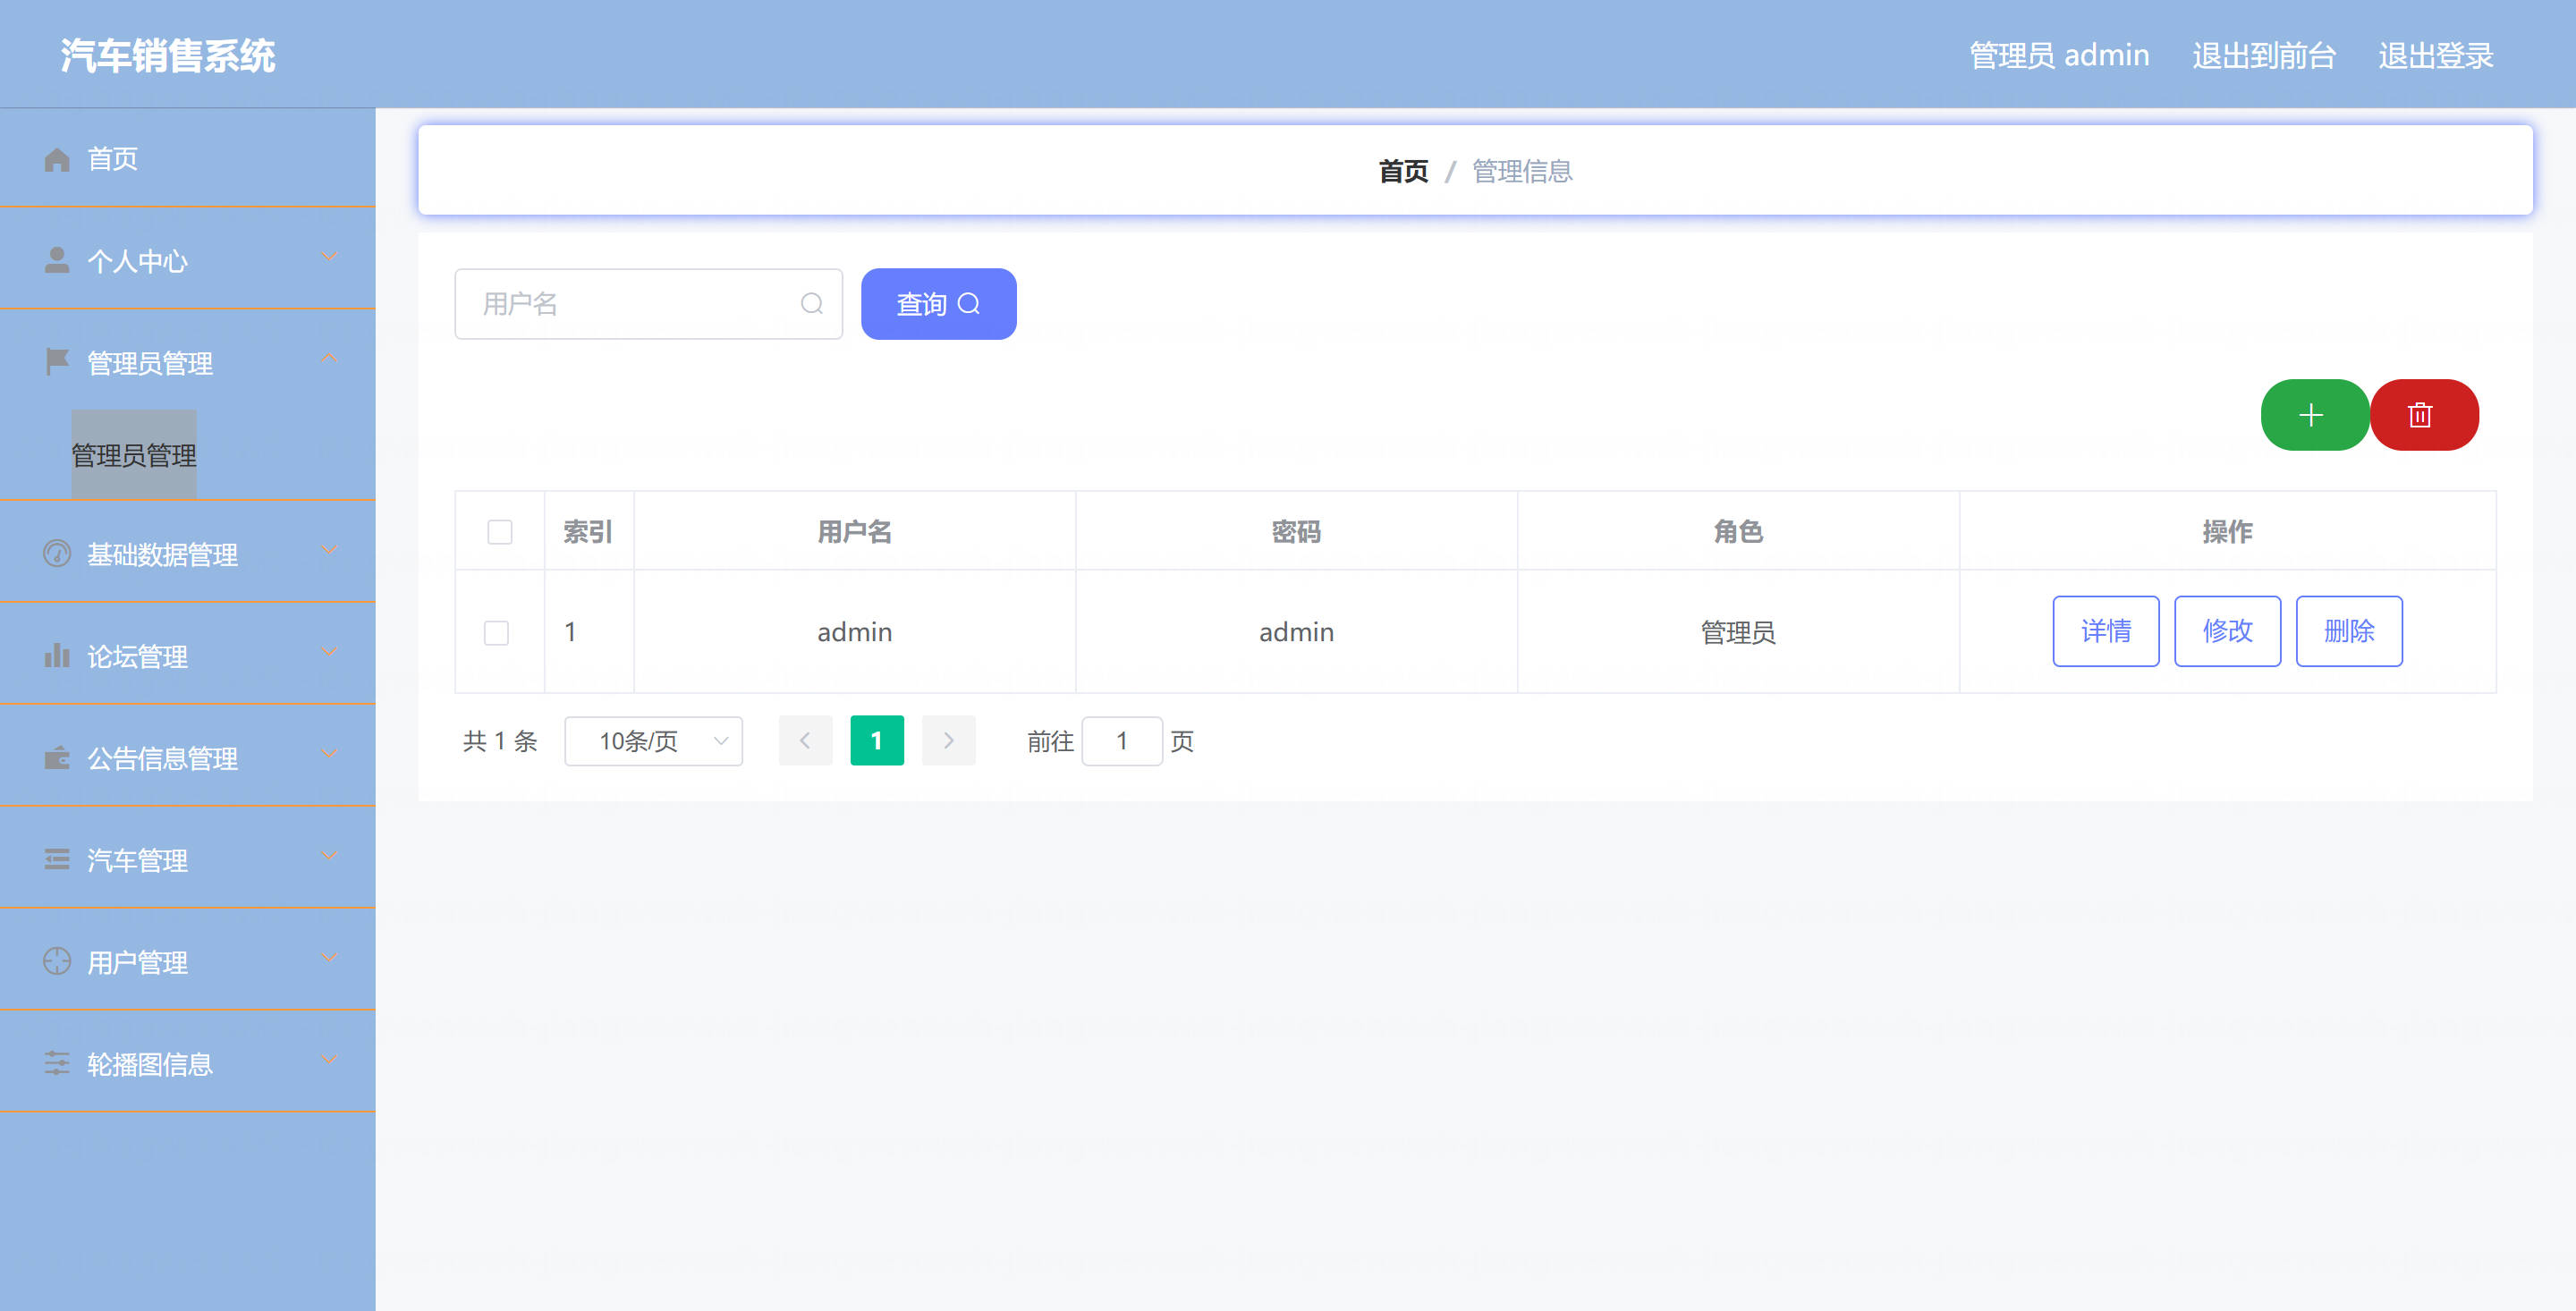 汽车销售系统
管理员 admin 退出到前台 退出登录
首页
个人中心
管理员管理
管理员管理
基础数据管理
论坛管理
公告信息管理
汽车管理
用户管理
轮播图信息
首页 / 管理信息
用户名 查询
索引 用户名 密码 角色 操作
1 admin admin 管理员 详情 修改 删除
共 1 条 10条/页 1 前往 1 页